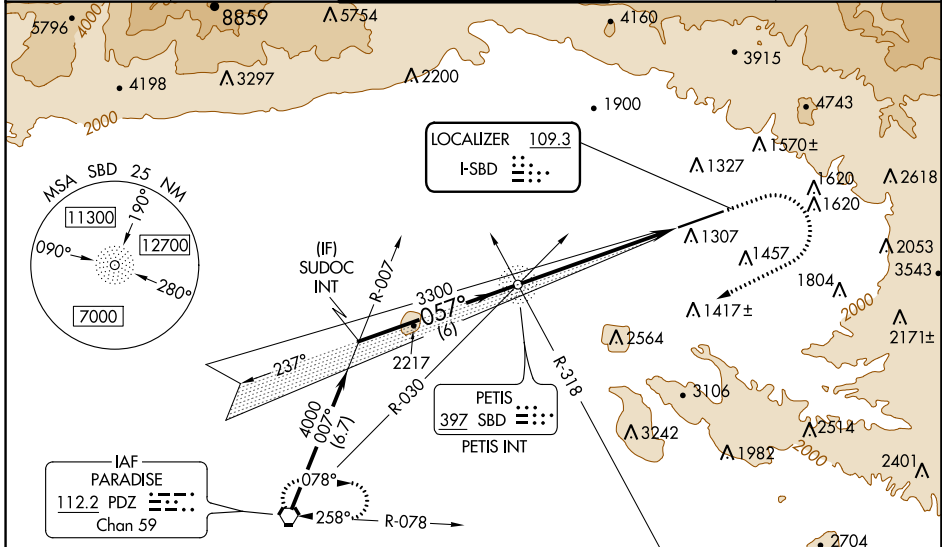 5796
4000
8859
5754
4160
3915
4198
3297
2200
2000
1900
4743
LOCALIZER 109.3
I-SBD
1570±
1327
1620
1620
2618
MSA SBD 25 NM
11300
190°
12700
090°
280°
7000
(IF)
SUDOC
INT
R-007
3300
057°
(6)
2217
237°
R-030
R-318
1307
1457
1417±
1804
2053
3543
2000
2171±
2564
4000
007°
(6.7)
PETIS
397 SBD
PETIS INT
3106
3242
1982
2514
2000
2401
IAF
PARADISE
112.2 PDZ
Chan 59
078°
258°
R-078
2704